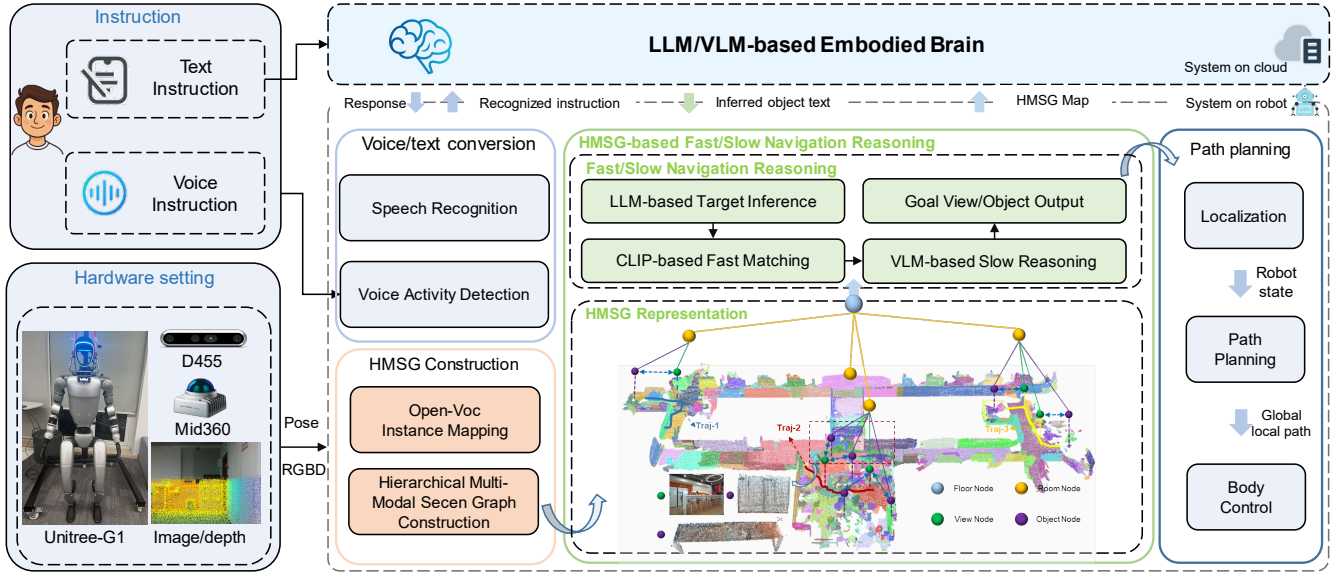 Instruction
Text
Instruction
Voice
Instruction
Hardware setting
D455
Mid360
Unitree-G1
Image/depth
Pose
RGBD
LLM/VLM-based Embodied Brain
System on cloud
Response
Recognized instruction
Inferred object text
HMSG Map
System on robot
Voice/text conversion
Speech Recognition
Voice Activity Detection
HMSG Construction
Open-Voc
Instance Mapping
Hierarchical Multi-
Modal Secen Graph
Construction
HMSG-based Fast/Slow Navigation Reasoning
Fast/Slow Navigation Reasoning
LLM-based Target Inference
Goal View/Object Output
CLIP-based Fast Matching
VLM-based Slow Reasoning
HMSG Representation
Traj-1
Traj-2
Traj-3
Floor Node
Room Node
View Node
Object Node
Path planning
Localization
Robot
state
Path
Planning
Global
local path
Body
Control